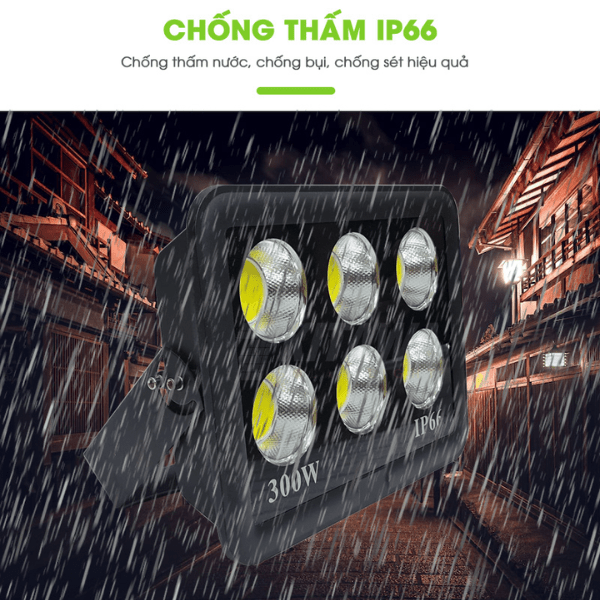 CHỐNG THẤM IP66
Chống thấm nước, chống bụi, chống sét hiệu quả
300W
IP66